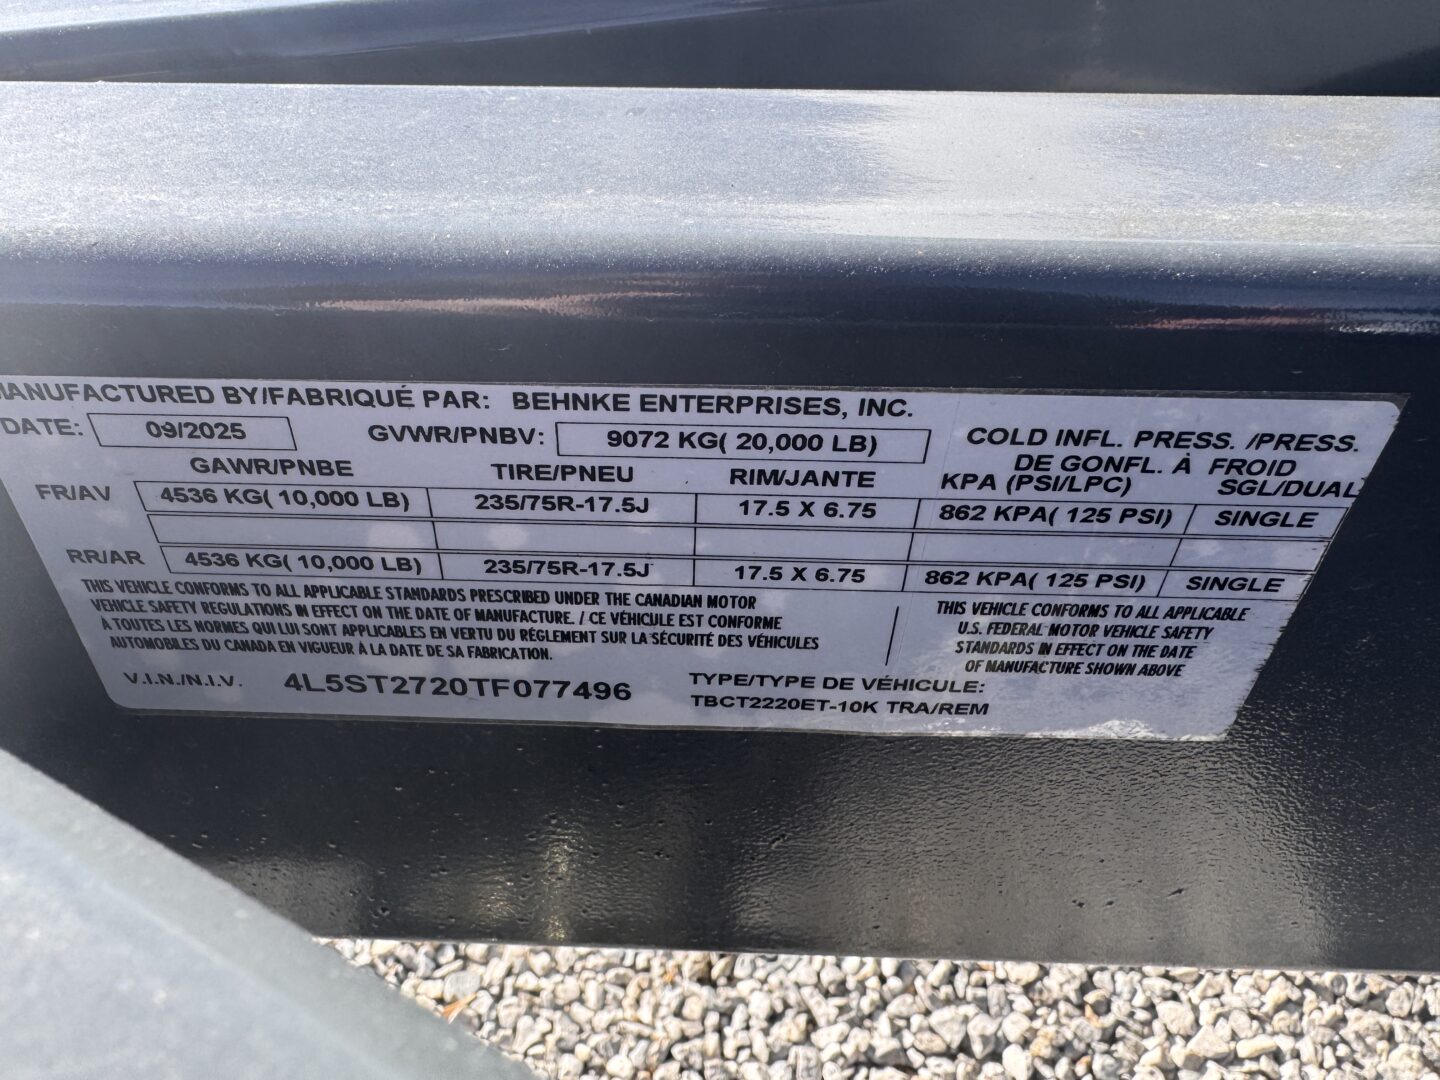 MANUFACTURED BY/FABRIQUÉ PAR: BEHNKE ENTERPRISES, INC.
DATE: 09/2025 GVWR/PNBV: 9072 KG( 20,000 LB)
COLD INFL. PRESS. /PRESS.
DE GONFL. À FROID
GAWR/PNBE TIRE/PNEU RIM/JANTE KPA (PSI/LPC) SGL/DUAL
FR/AV 4536 KG( 10,000 LB) 235/75R-17.5J 17.5 X 6.75 862 KPA( 125 PSI) SINGLE
RR/AR 4536 KG( 10,000 LB) 235/75R-17.5J 17.5 X 6.75 862 KPA( 125 PSI) SINGLE
THIS VEHICLE CONFORMS TO ALL APPLICABLE STANDARDS PRESCRIBED UNDER THE CANADIAN MOTOR
VEHICLE SAFETY REGULATIONS IN EFFECT ON THE DATE OF MANUFACTURE. / CE VÉHICULE EST CONFORME
À TOUTES LES NORMES QUI LUI SONT APPLICABLES EN VERTU DU RÉGLEMENT SUR LA SÉCURITÉ DES VÉHICULES
AUTOMOBILES DU CANADA EN VIGUEUR À LA DATE DE SA FABRICATION.
THIS VEHICLE CONFORMS TO ALL APPLICABLE
U.S. FEDERAL MOTOR VEHICLE SAFETY
STANDARDS IN EFFECT ON THE DATE
OF MANUFACTURE SHOWN ABOVE
V.I.N./N.I.V. 4L5ST2720TF077496
TYPE/TYPE DE VÉHICULE:
TBCT2220ET-10K TRA/REM